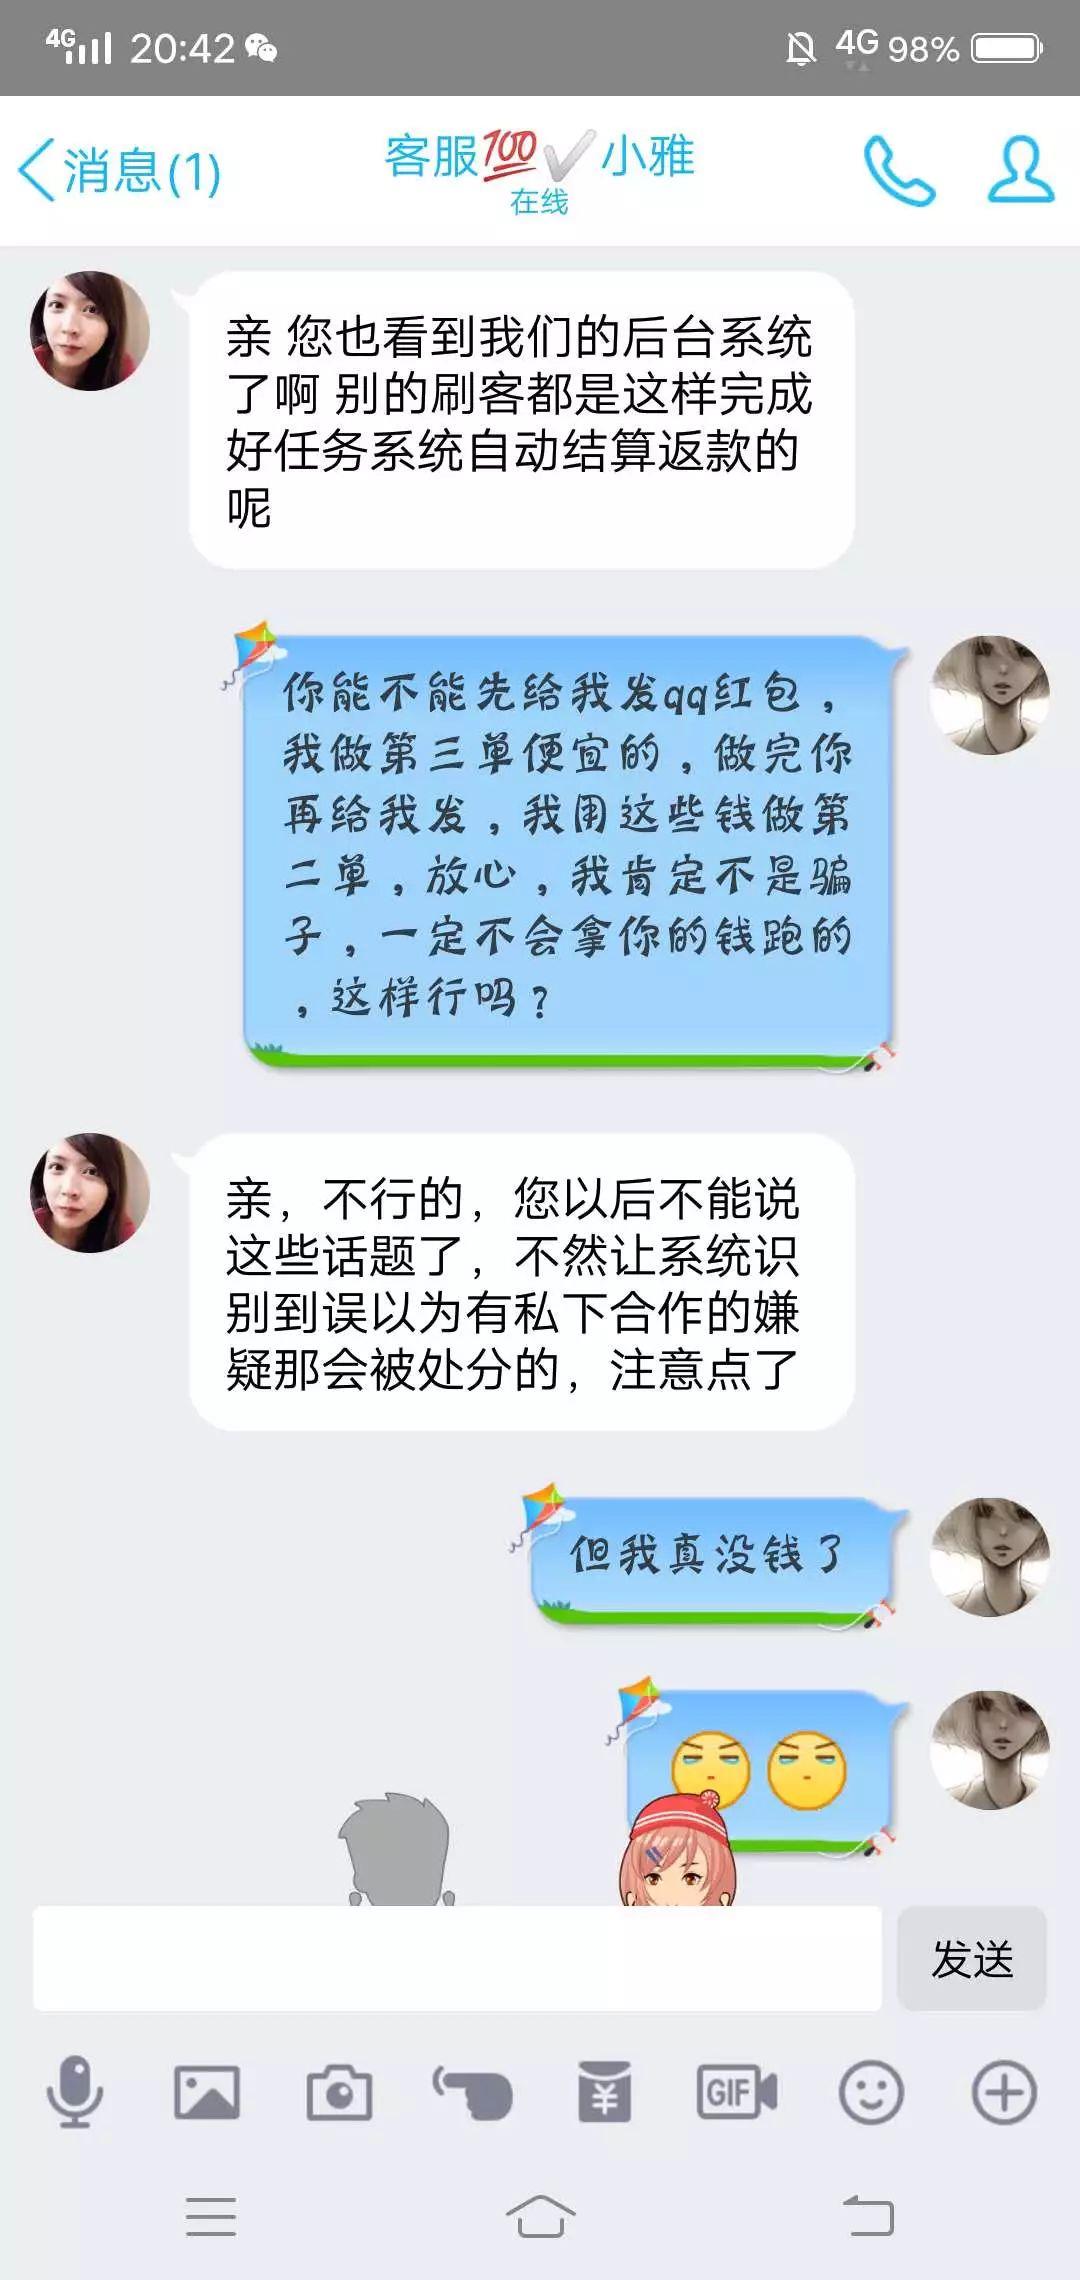 4G 20:42 4G 98%
消息(1)
客服💯✔小雅
在线
亲 您也看到我们的后台系统
了啊 别的刷客都是这样完成
好任务系统自动结算返款的
呢
你能不能先给我发qq红包，
我做第三单便宜的，做完你
再给我发，我用这些钱做第
二单，放心，我肯定不是骗
子，一定不会拿你的钱跑的
，这样行吗？
亲，不行的，您以后不能说
这些话题了，不然让系统识
别到误以为有私下合作的嫌
疑那会被处分的，注意点了
但我真没钱了
发送
¥
GIF